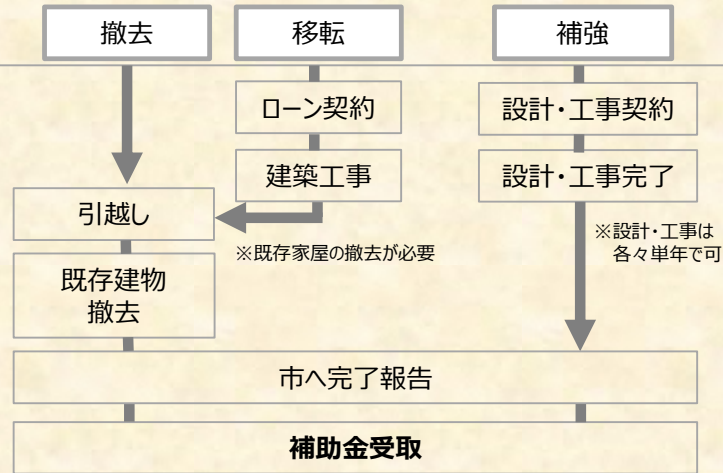 撤去
移転
補強
ローン契約
設計・工事契約
建築工事
設計・工事完了
引越し
※既存家屋の撤去が必要
※設計・工事は
各々単年で可
既存建物
撤去
市へ完了報告
補助金受取